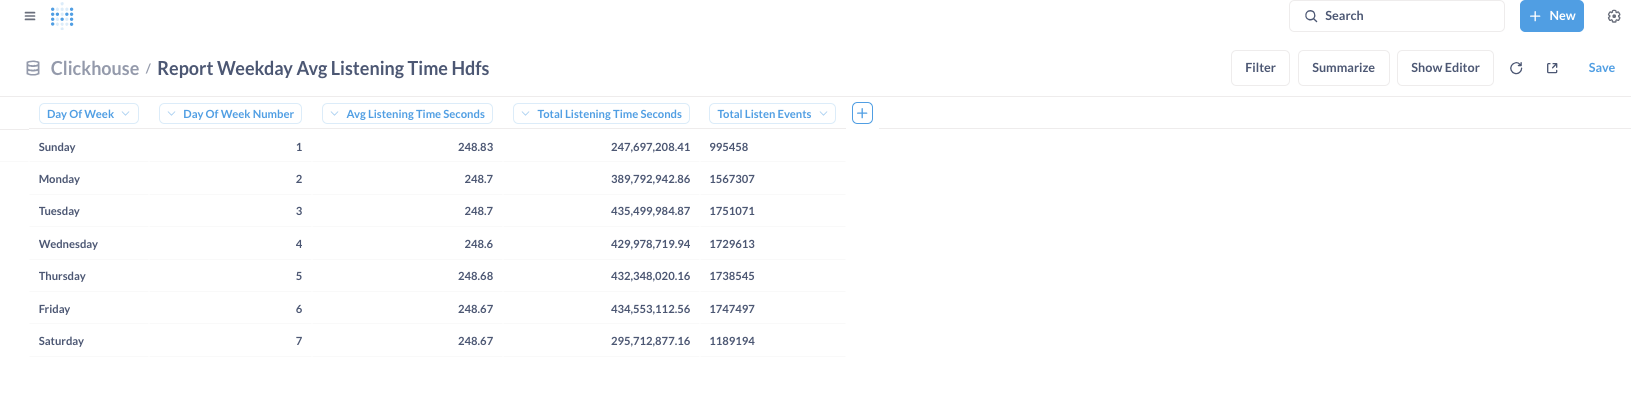 Search
New
Clickhouse / Report Weekday Avg Listening Time Hdfs
Filter Summarize Show Editor Save
Day Of Week Day Of Week Number Avg Listening Time Seconds Total Listening Time Seconds Total Listen Events
Sunday 1 248.83 247,697,208.41 995458
Monday 2 248.7 389,792,942.86 1567307
Tuesday 3 248.7 435,499,984.87 1751071
Wednesday 4 248.6 429,978,719.94 1729613
Thursday 5 248.68 432,348,020.16 1738545
Friday 6 248.67 434,553,112.56 1747497
Saturday 7 248.67 295,712,877.16 1189194